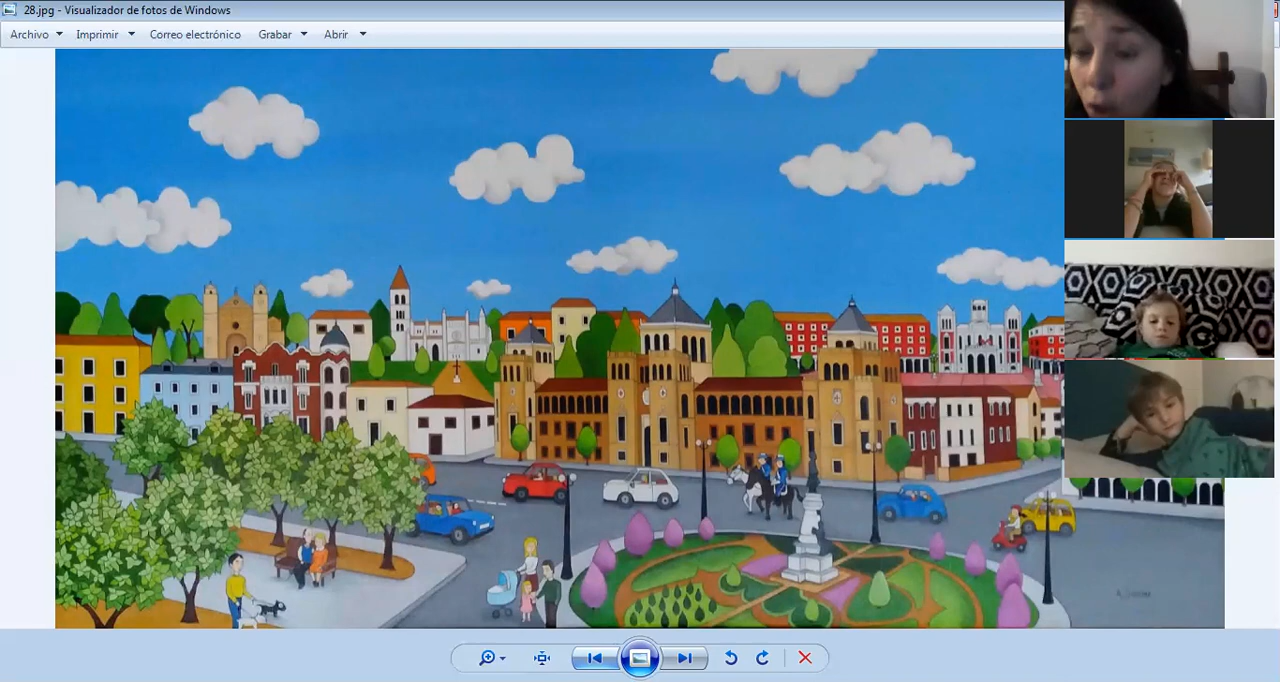 28.jpg - Visualizador de fotos de Windows
Archivo Imprimir Correo electrónico Grabar Abrir